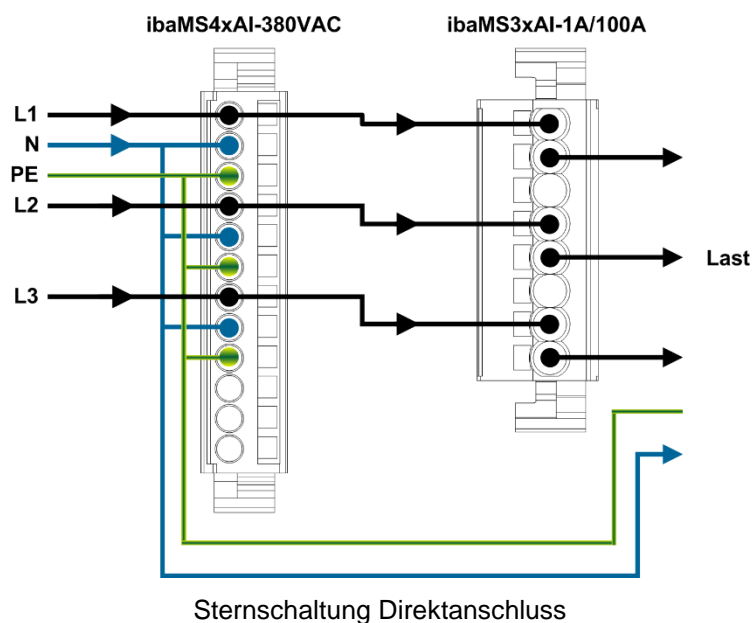 ibaMS4xAI-380VAC
ibaMS3xAI-1A/100A
L1
N
PE
L2
L3
Last
Sternschaltung Direktanschluss